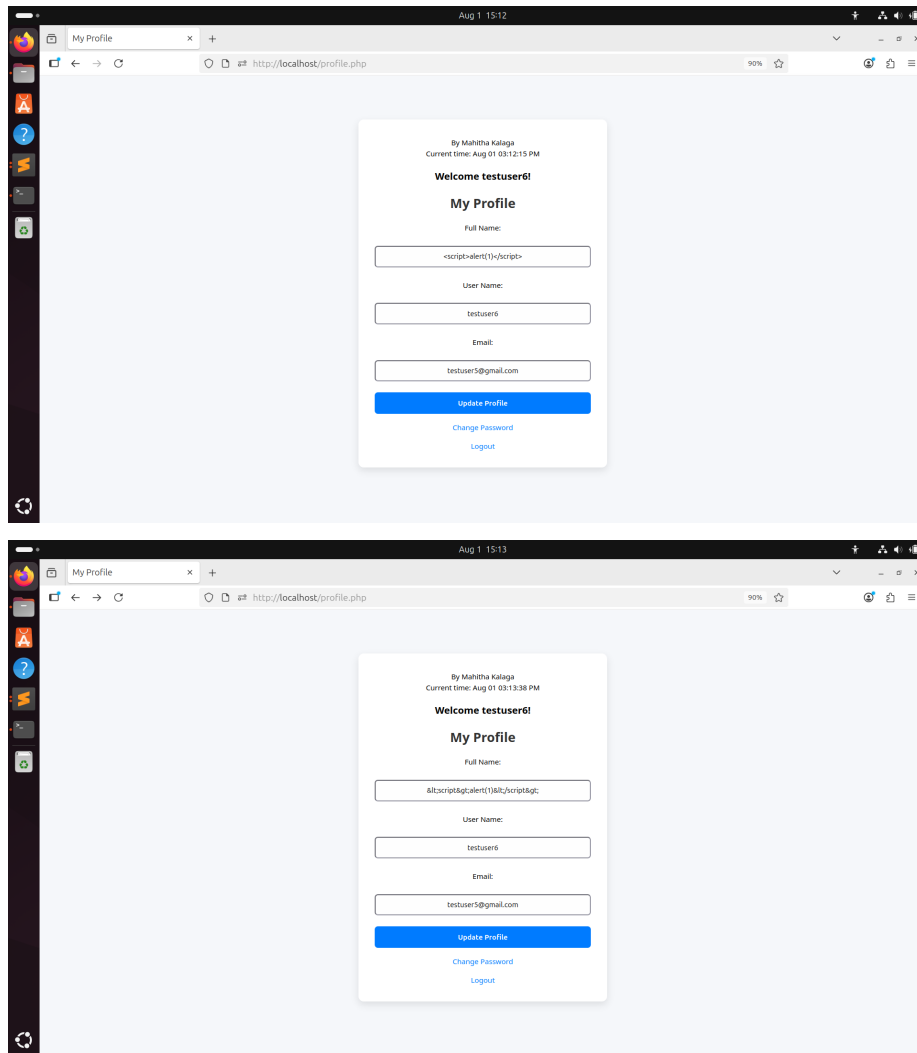 Aug 1 15:12
My Profile
http://localhost/profile.php
90%
By Mahitha Kalaga
Current time: Aug 01 03:12:15 PM
Welcome testuser6!
My Profile
Full Name:
<script>alert(1)</script>
User Name:
testuser6
Email:
testuser5@gmail.com
Update Profile
Change Password
Logout
Aug 1 15:13
My Profile
http://localhost/profile.php
90%
By Mahitha Kalaga
Current time: Aug 01 03:13:38 PM
Welcome testuser6!
My Profile
Full Name:
&lt;script&gt;alert(1)&lt;/script&gt;
User Name:
testuser6
Email:
testuser5@gmail.com
Update Profile
Change Password
Logout